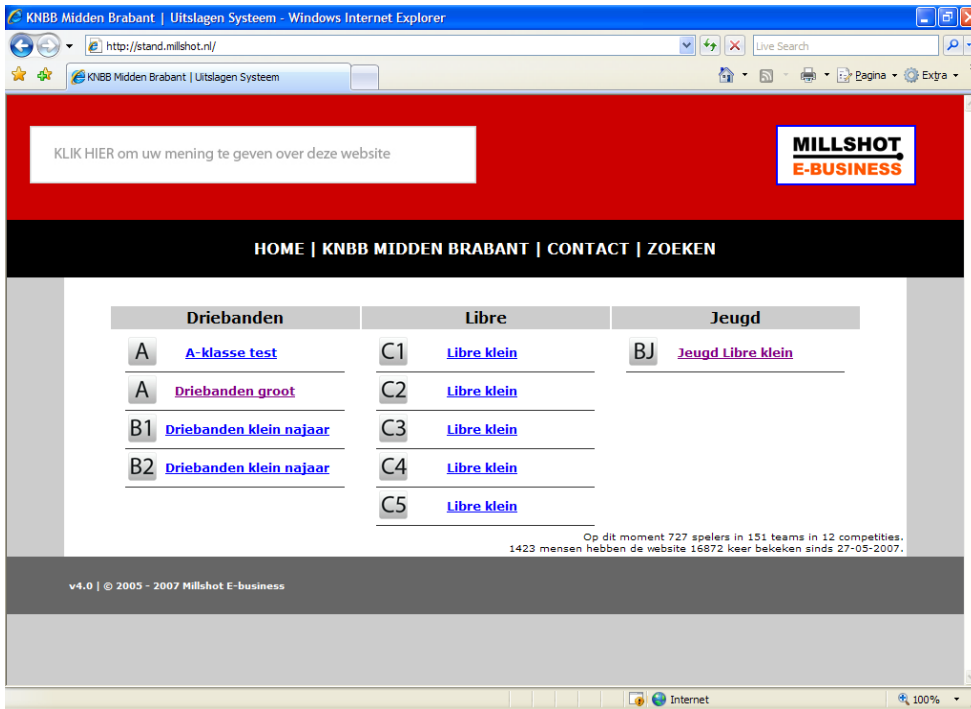 KNBB Midden Brabant | Uitslagen Systeem - Windows Internet Explorer
http://stand.millshot.nl/
Live Search
KNBB Midden Brabant | Uitslagen Systeem
Pagina
Extra
KLIK HIER om uw mening te geven over deze website
MILLSHOT
E-BUSINESS
HOME | KNBB MIDDEN BRABANT | CONTACT | ZOEKEN
Driebanden
A A-klasse test
A Driebanden groot
B1 Driebanden klein najaar
B2 Driebanden klein najaar
Libre
C1 Libre klein
C2 Libre klein
C3 Libre klein
C4 Libre klein
C5 Libre klein
Jeugd
BJ Jeugd Libre klein
Op dit moment 727 spelers in 151 teams in 12 competities.
1423 mensen hebben de website 16872 keer bekeken sinds 27-05-2007.
v4.0 | © 2005 - 2007 Millshot E-business
Internet
100%